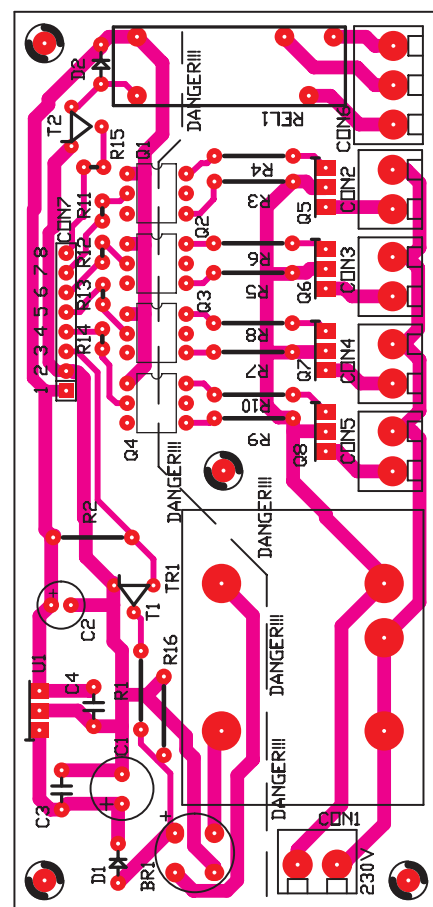 D2
DANGER!!!
REL1
CON6
T2
R15
Q1
R4
R3
Q5
CON2
CON7
R11
Q2
R12
R6
R5
Q6
CON3
1 2 3 4 5 6 7 8
R13
Q3
R14
R8
R7
Q7
CON4
Q4
R10
R9
Q8
CON5
DANGER!!!
DANGER!!!
R2
TR1
T1
+
C2
R16
DANGER!!!
U1
C4
R1
C1
DANGER!!!
+
C3
+
CON1
D1
BR1
230V